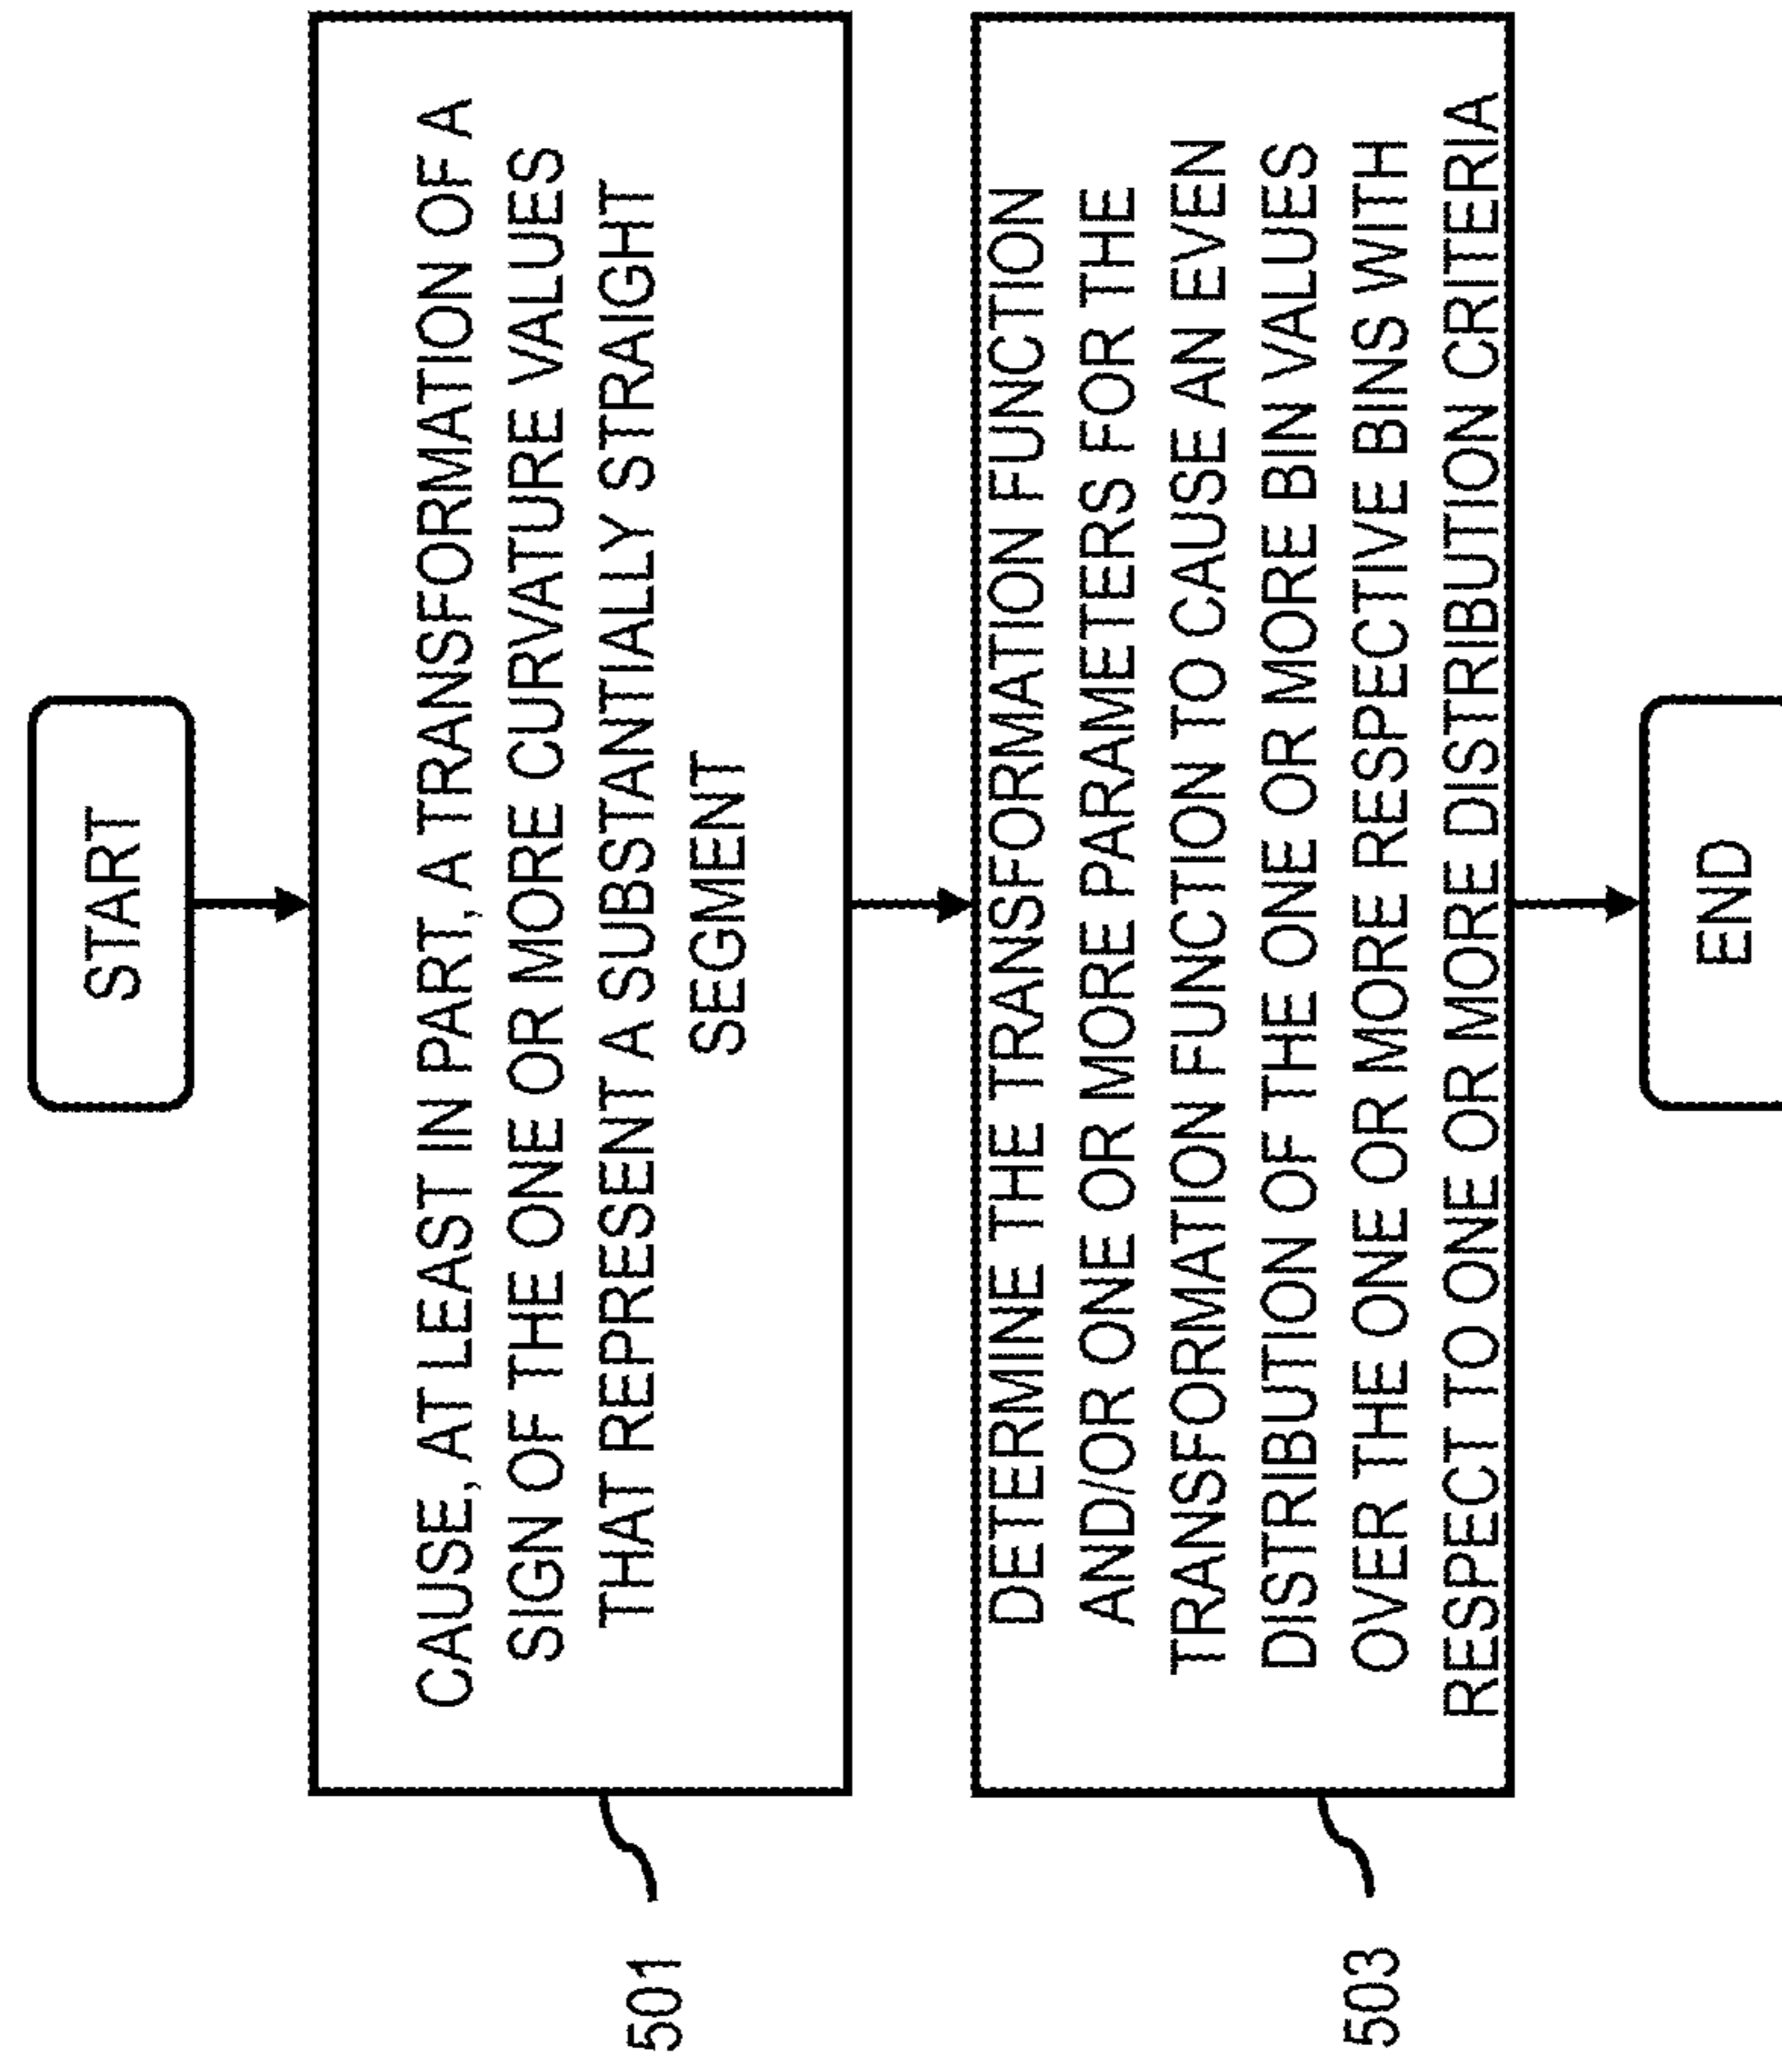 START
CAUSE, AT LEAST IN PART, A TRANSFORMATION OF A
SIGN OF THE ONE OR MORE CURVATURE VALUES
THAT REPRESENT A SUBSTANTIALLY STRAIGHT
SEGMENT
501
DETERMINE THE TRANSFORMATION FUNCTION
AND/OR ONE OR MORE PARAMETERS FOR THE
TRANSFORMATION FUNCTION TO CAUSE AN EVEN
DISTRIBUTION OF THE ONE OR MORE BIN VALUES
OVER THE ONE OR MORE RESPECTIVE BINS WITH
RESPECT TO ONE OR MORE DISTRIBUTION CRITERIA
503
END